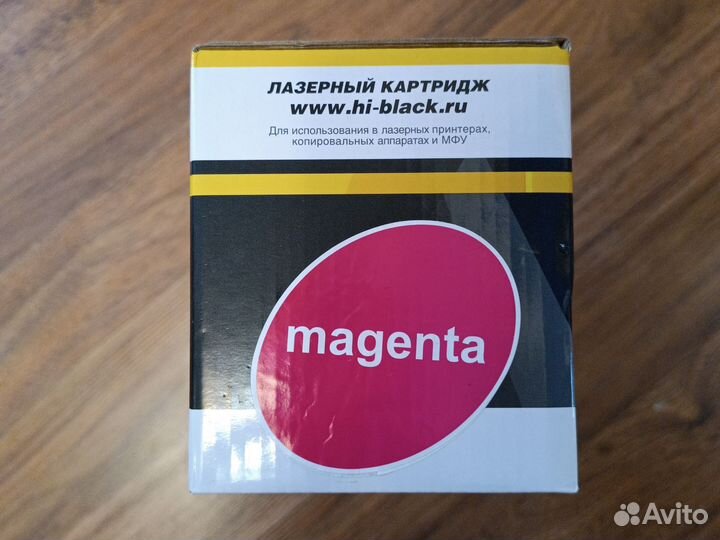 ЛАЗЕРНЫЙ КАРТРИДЖ
www.hi-black.ru
Для использования в лазерных принтерах,
копировальных аппаратах и МФУ
magenta
Avito